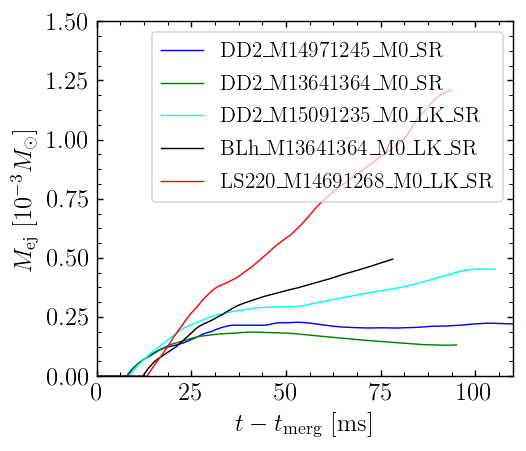 1.50
1.25
1.00
0.75
0.50
0.25
0.00
M_ej [10^−3 M_⊙]
DD2_M14971245_M0_SR
DD2_M13641364_M0_SR
DD2_M15091235_M0_LK_SR
BLh_M13641364_M0_LK_SR
LS220_M14691268_M0_LK_SR
0 25 50 75 100
t − t_merg [ms]